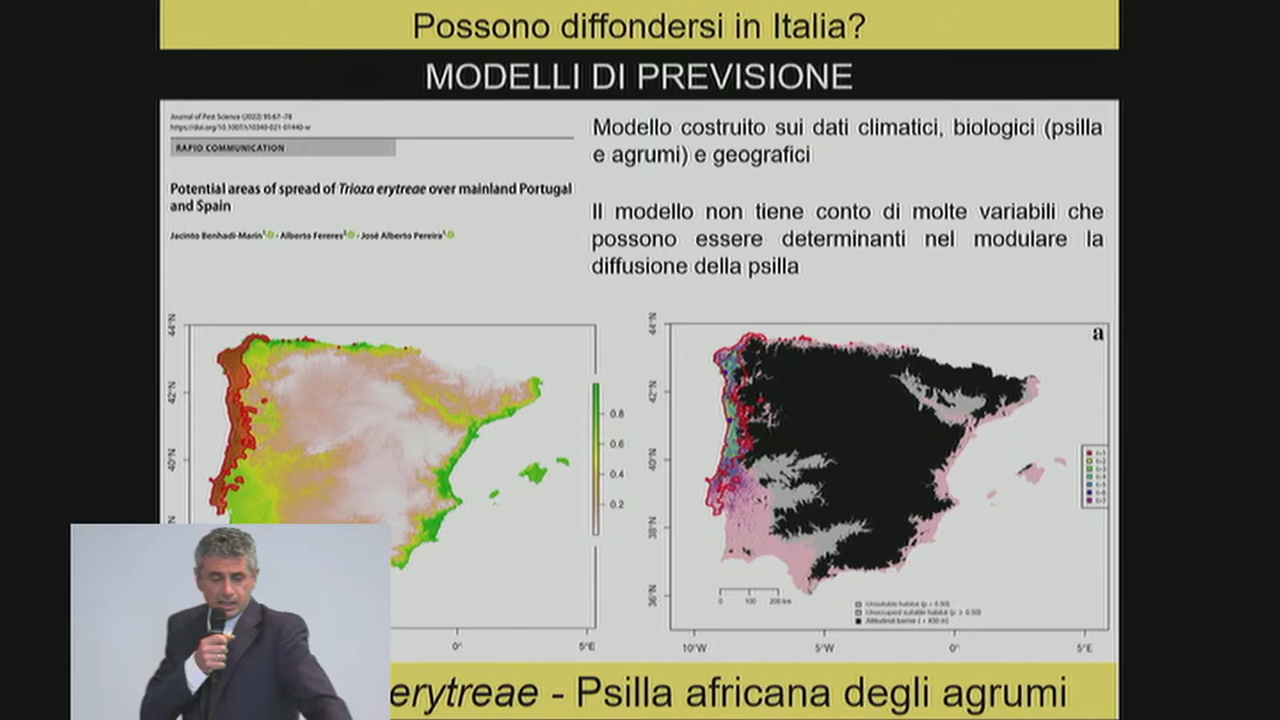 Possono diffondersi in Italia?
MODELLI DI PREVISIONE
Journal of Pest Science (2022) 95:67–78
https://doi.org/10.1007/s10340-021-01440-w
RAPID COMMUNICATION
Potential areas of spread of Trioza erytreae over mainland Portugal
and Spain
Jacinto Benhadi-Marín1 · Alberto Fereres2 · José Alberto Pereira1
Modello costruito sui dati climatici, biologici (psilla
e agrumi) e geografici
Il modello non tiene conto di molte variabili che
possono essere determinanti nel modulare la
diffusione della psilla
44°N
42°N
40°N
0.8
0.6
0.4
0.2
0°
5°E
a
44°N
42°N
40°N
38°N
36°N
0 100 200 km
Unsuitable habitat (p < 0.50)
Unoccupied suitable habitat (p ≥ 0.50)
Altitudinal barrier ( > 400 m)
10°W
5°W
0°
5°E
erytreae - Psilla africana degli agrumi